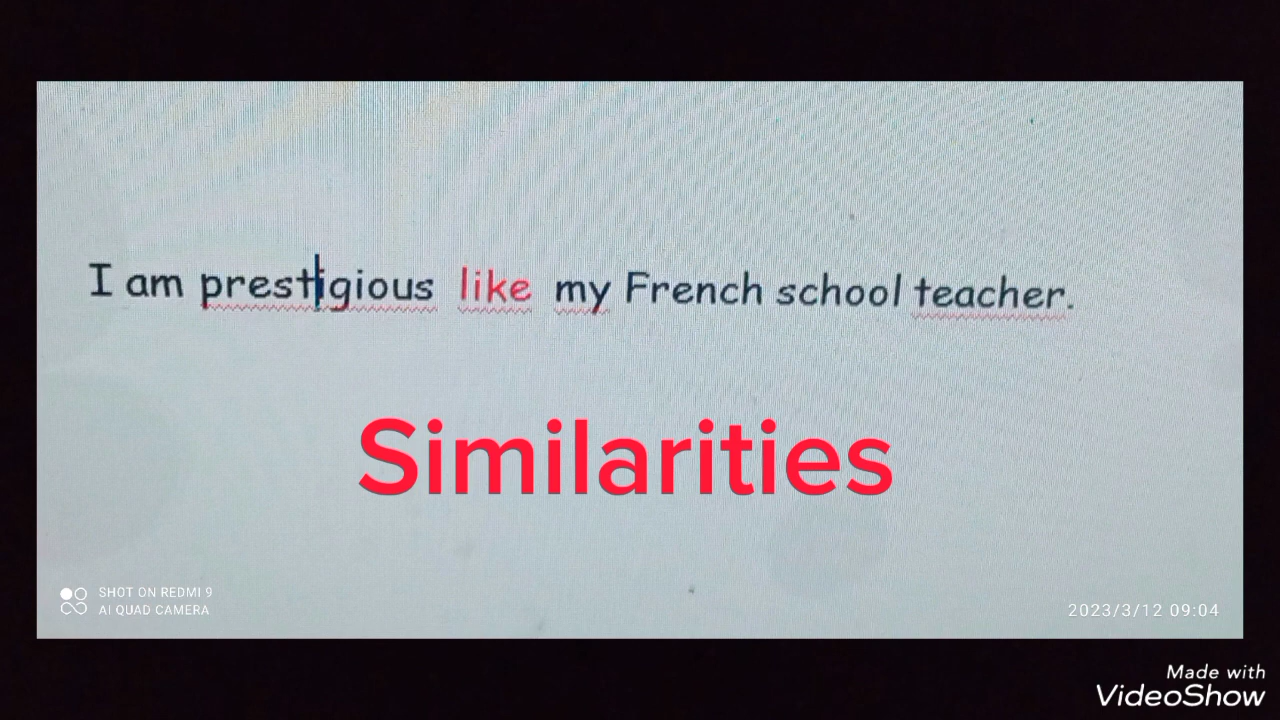 I am prestigious like my French school teacher.
Similarities
SHOT ON REDMI 9
AI QUAD CAMERA
2023/3/12 09:04
Made with
VideoShow